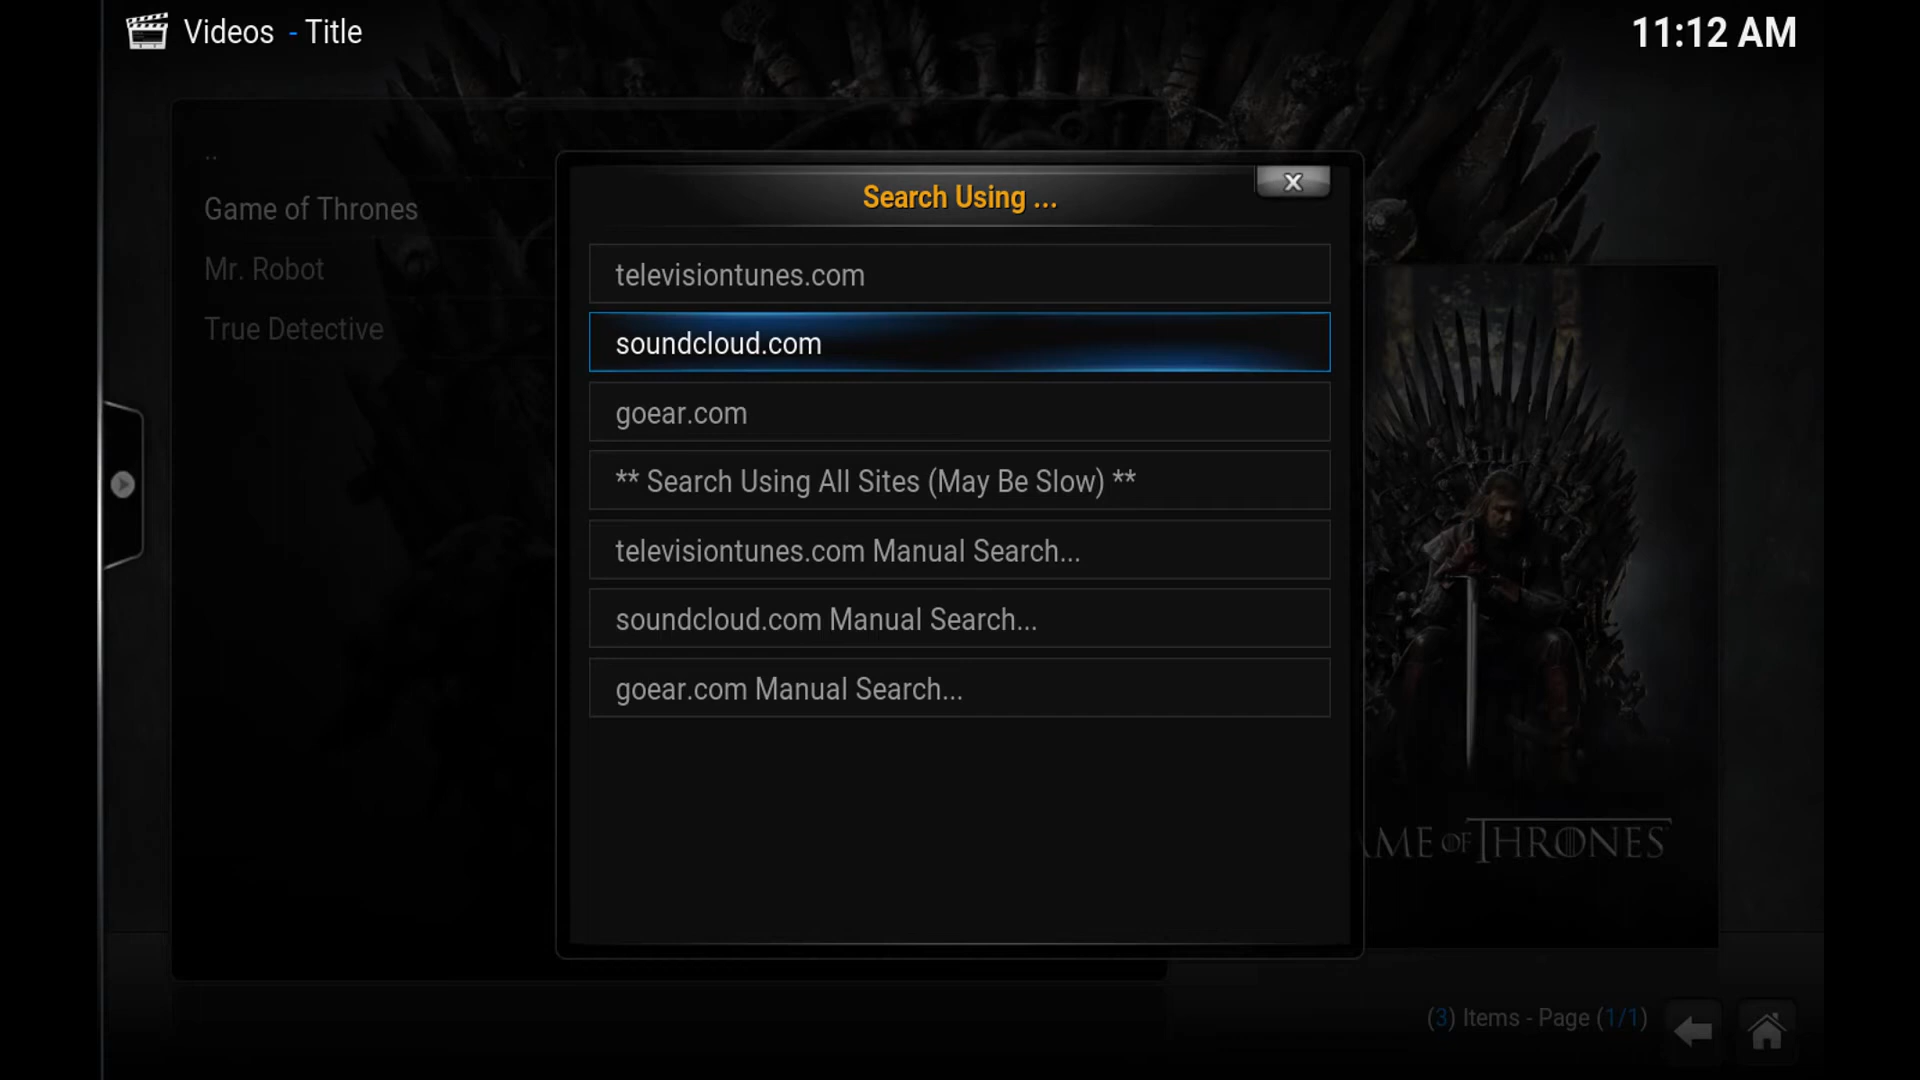 Videos - Title
11:12 AM
..
Game of Thrones
Mr. Robot
True Detective
Search Using ...
x
televisiontunes.com
soundcloud.com
goear.com
** Search Using All Sites (May Be Slow) **
televisiontunes.com Manual Search...
soundcloud.com Manual Search...
goear.com Manual Search...
AME OF THRONES
(3) Items - Page (1/1)